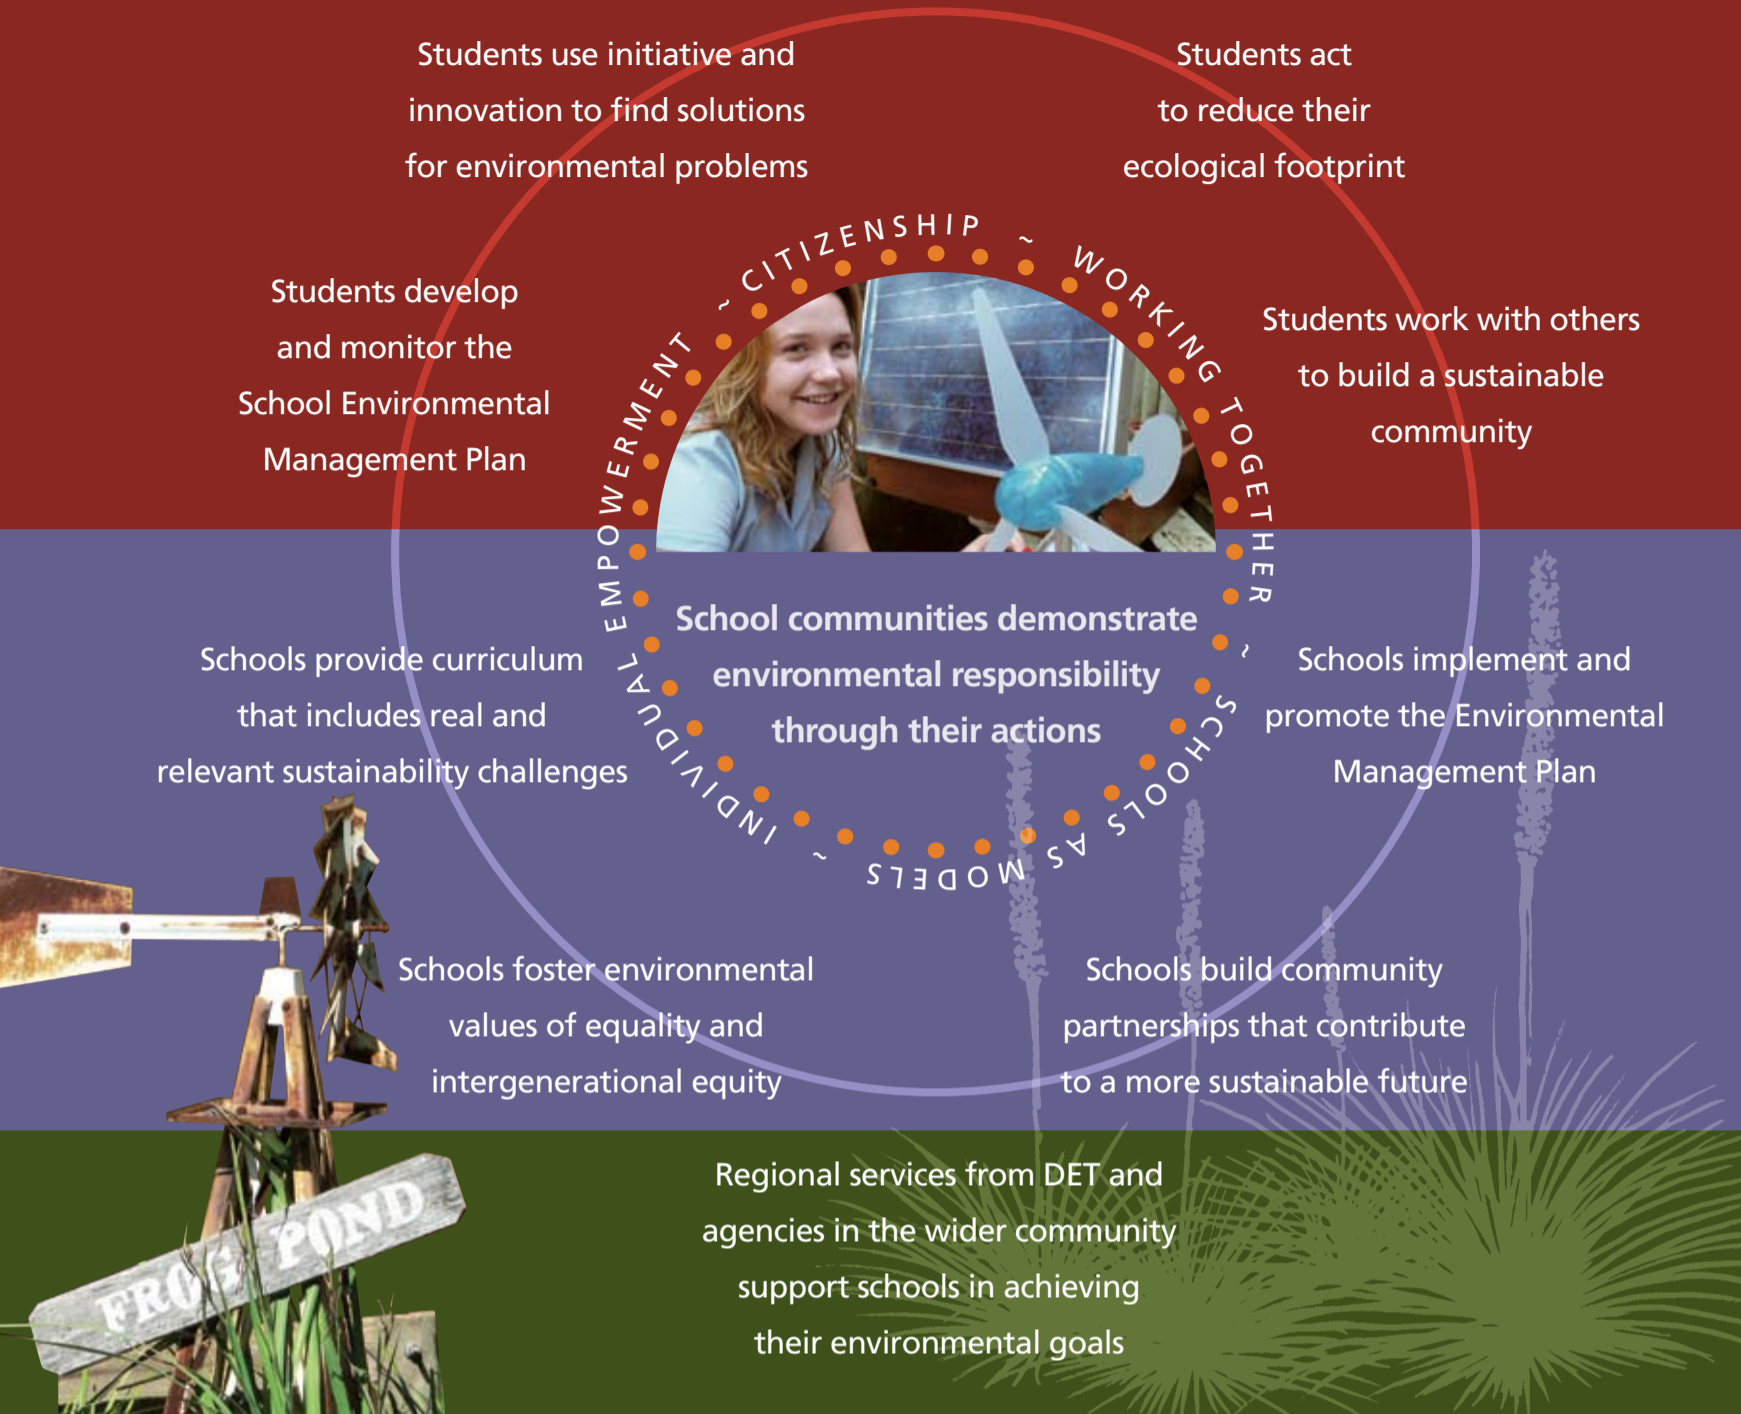 Students use initiative and
innovation to find solutions
for environmental problems
Students act
to reduce their
ecological footprint
Students develop
and monitor the
School Environmental
Management Plan
Students work with others
to build a sustainable
community
INDIVIDUAL EMPOWERMENT ~ CITIZENSHIP ~ WORKING TOGETHER ~ SCHOOLS AS MODELS ~
School communities demonstrate
environmental responsibility
through their actions
Schools provide curriculum
that includes real and
relevant sustainability challenges
Schools implement and
promote the Environmental
Management Plan
Schools foster environmental
values of equality and
intergenerational equity
Schools build community
partnerships that contribute
to a more sustainable future
Regional services from DET and
agencies in the wider community
support schools in achieving
their environmental goals
FROG POND